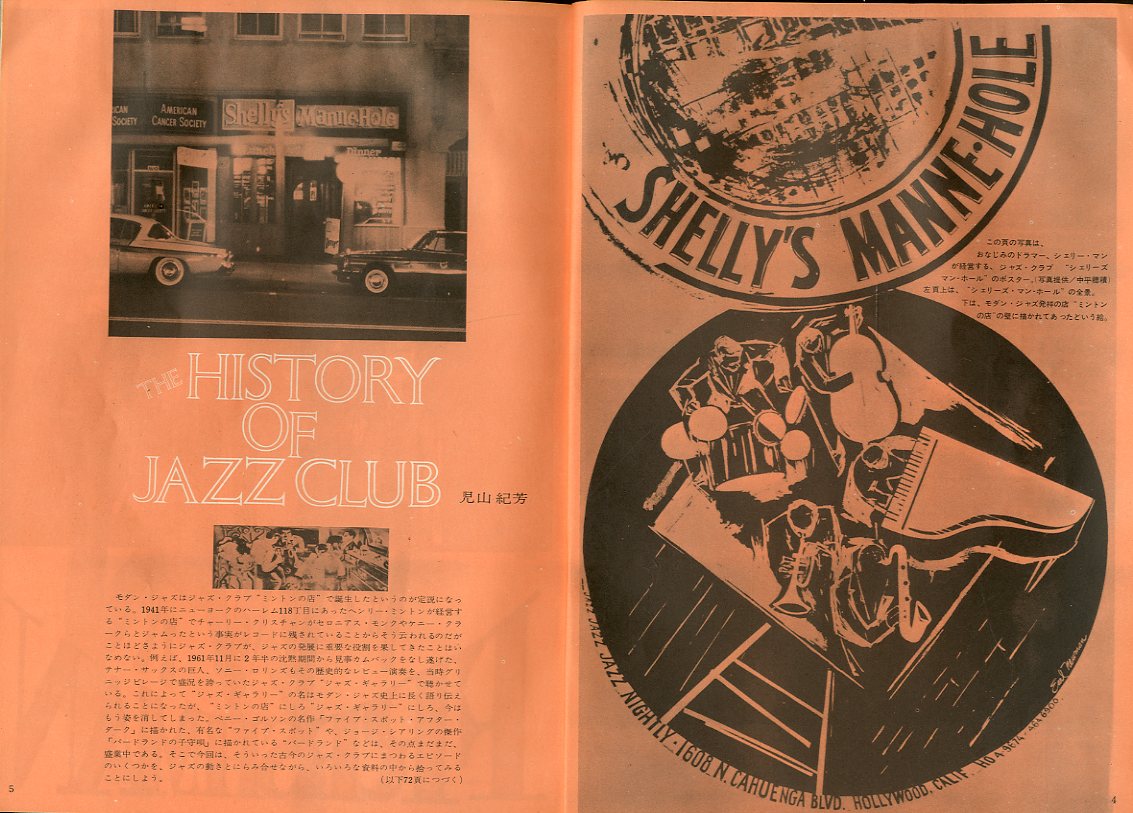 AMERICAN
CANCER SOCIETY
Shelly's Manne-Hole
Dinner
THE HISTORY
OF
JAZZ CLUB
児山紀芳
モダン・ジャズはジャズ・クラブ“ミントンの店”で誕生したというのが定説になっ
ている。1941年にニューヨークのハーレム118丁目にあったヘンリー・ミントンが経営す
る“ミントンの店”でチャーリー・クリスチャンがセロニアス・モンクやケニー・クラ
ークらとジャムったという事実がレコードに残されていることからそう云われるのだが
ことほどさようにジャズ・クラブが、ジャズの発展に重要な役割を果してきたことはい
なめない。例えば、1961年11月に2年半の沈黙期間から見事カムバックをなし遂げた、
テナー・サックスの巨人、ソニー・ロリンズもその歴史的なレビュー演奏を、当時グリ
ニッジビレージで盛況を誇っていたジャズ・クラブ“ジャズ・ギャラリー”で聴かせて
いる。これによって“ジャズ・ギャラリー”の名はモダン・ジャズ史上に長く語り伝え
られることになったが、“ミントンの店”にしろ“ジャズ・ギャラリー”にしろ、今は
もう姿を消してしまった。ベニー・ゴルソンの名作「ファイブ・スポット・アフター・
ダーク」に描かれた、有名な“ファイブ・スポット”や、ジョージ・シアリングの傑作
「バードランドの子守唄」に描かれている“バードランド”などは、その点まだまだ、
盛業中である。そこで今回は、そういった古今のジャズ・クラブにまつわるエピソード
のいくつかを、ジャズの動きとにらみ合せながら、いろいろな資料の中から拾ってみる
ことにしよう。
(以下72頁につづく)
5
SHELLY'S MANNE-HOLE
この頁の写真は、
おなじみのドラマー、シェリー・マン
が経営する、ジャズ・クラブ “シェリーズ
マン・ホール”のポスター。(写真提供/中平穂積)
左頁上は、“シェリーズ・マン・ホール”の全景。
下は、モダン・ジャズ発祥の店“ミントン
の店”の壁に描かれてあったという絵。
JAZZ JAZZ JAZZ NIGHTLY - 1608 N. CAHUENGA BLVD. HOLLYWOOD, CALIF. HO4 9674 - 464 6900
4